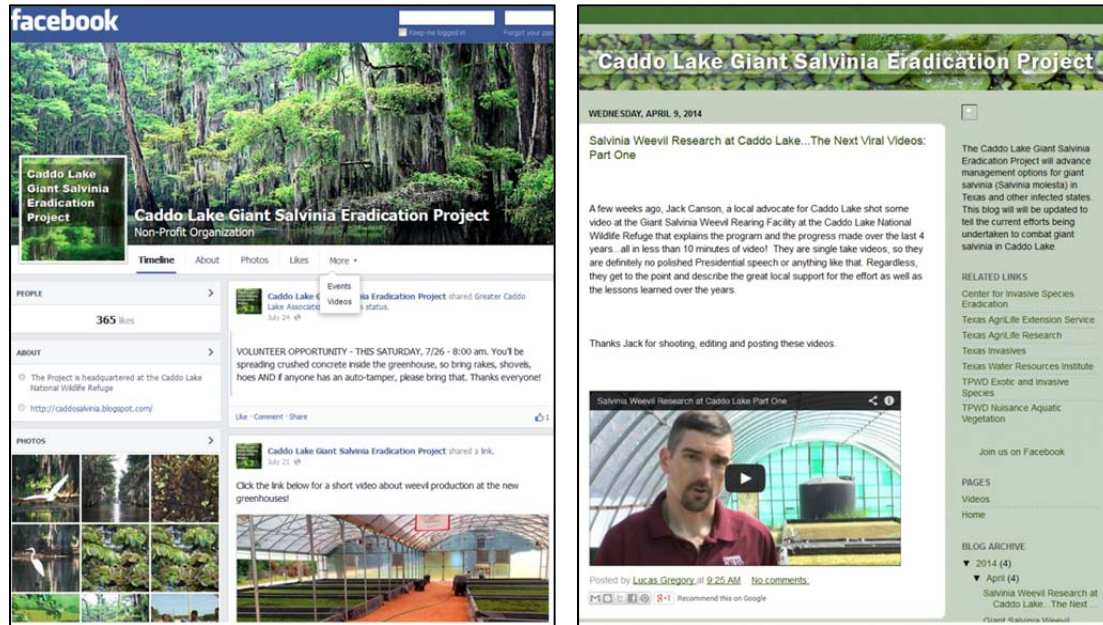 facebook
Keep me logged in
Forgot your
Caddo Lake
Giant Salvinia
Eradication
Project
Caddo Lake Giant Salvinia Eradication Project
Non-Profit Organization
Timeline About Photos Likes More
Events
Videos
PEOPLE
365 likes
ABOUT
The Project is headquartered at the Caddo Lake
National Wildlife Refuge
http://caddosalvinia.blogspot.com/
PHOTOS
Caddo Lake Eradication Project shared Greater Caddo
Lake status.
July 24
VOLUNTEER OPPORTUNITY - THIS SATURDAY, 7/26 - 8:00 am. You'll be
spreading crushed concrete inside the greenhouse, so bring rakes, shovels,
hoes AND if anyone has an auto-tamper, please bring that. Thanks everyone!
Like · Comment · Share
1
Caddo Lake Giant Salvinia Eradication Project shared a link.
July 21
Click the link below for a short video about weevil production at the new
greenhouses!
Caddo Lake Giant Salvinia Eradication Project
WEDNESDAY, APRIL 9, 2014
Salvinia Weevil Research at Caddo Lake...The Next Viral Videos:
Part One
A few weeks ago, Jack Canson, a local advocate for Caddo Lake shot some
video at the Giant Salvinia Weevil Rearing Facility at the Caddo Lake National
Wildlife Refuge that explains the program and the progress made over the last 4
years...all in less than 10 minutes of video! They are single take videos, so they
are definitely no polished Presidential speech or anything like that. Regardless,
they get to the point and describe the great local support for the effort as well as
the lessons learned over the years.
Thanks Jack for shooting, editing and posting these videos.
Salvinia Weevil Research at Caddo Lake Part One
Posted by Lucas Gregory at 9:25 AM No comments:
+1 Recommend this on Google
The Caddo Lake Giant Salvinia
Eradication Project will advance
management options for giant
salvinia (Salvinia molesta) in
Texas and other infected states.
This blog will will be updated to
tell the current efforts being
undertaken to combat giant
salvinia in Caddo Lake.
RELATED LINKS
Center for Invasive Species
Eradication
Texas AgriLife Extension Service
Texas AgriLife Research
Texas Invasives
Texas Water Resources Institute
TPWD Exotic and Invasive
Species
TPWD Nuisance Aquatic
Vegetation
Join us on Facebook
PAGES
Videos
Home
BLOG ARCHIVE
▼ 2014 (4)
▼ April (4)
Salvinia Weevil Research at
Caddo Lake...The Next ...
Giant Salvinia Weevil